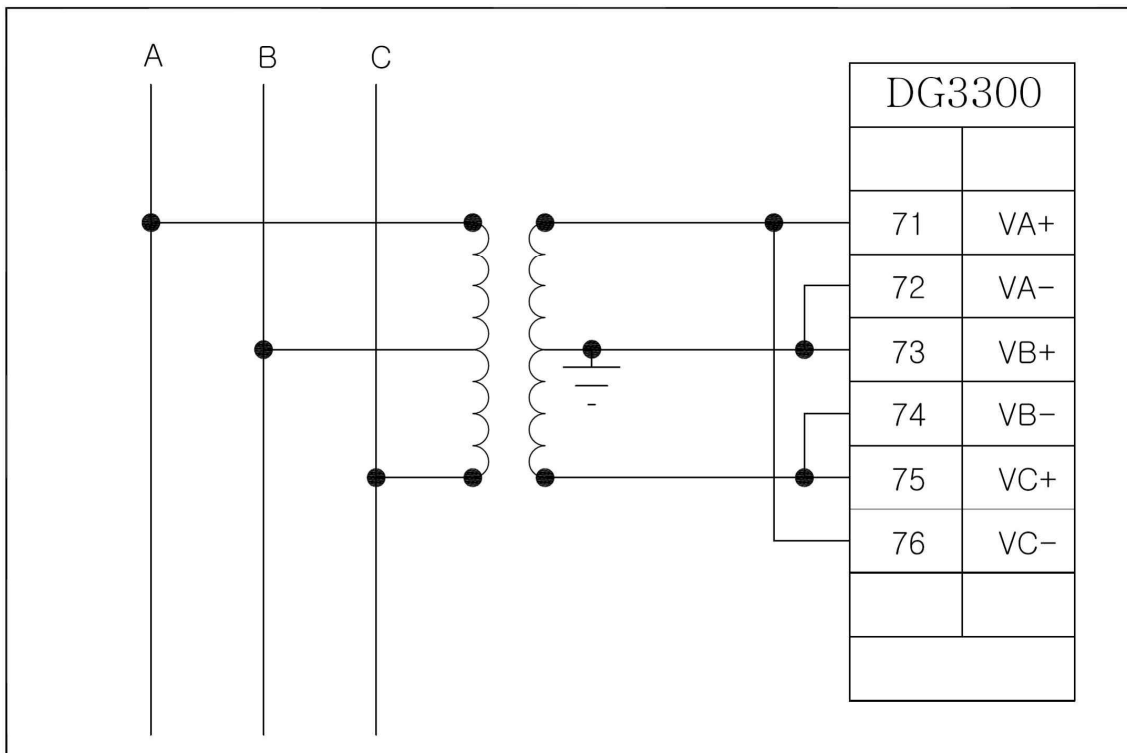 A B C
DG3300
71 VA+
72 VA-
73 VB+
74 VB-
75 VC+
76 VC-